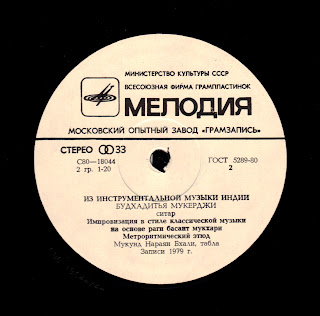 МИНИСТЕРСТВО КУЛЬТУРЫ СССР
ВСЕСОЮЗНАЯ ФИРМА ГРАМПЛАСТИНОК
МЕЛОДИЯ
МОСКОВСКИЙ ОПЫТНЫЙ ЗАВОД «ГРАМЗАПИСЬ»
СТЕРЕО 33
С80—18044
2 гр. 1-20
ГОСТ 5289-80
2
ИЗ ИНСТРУМЕНТАЛЬНОЙ МУЗЫКИ ИНДИИ
БУДХАДИТЬЯ МУКЕРДЖИ
ситар
Импровизация в стиле классической музыки
на основе раги басант мукхари
Метроритмический этюд
Мукунд Нараян Бхали, табла
Записи 1979 г.